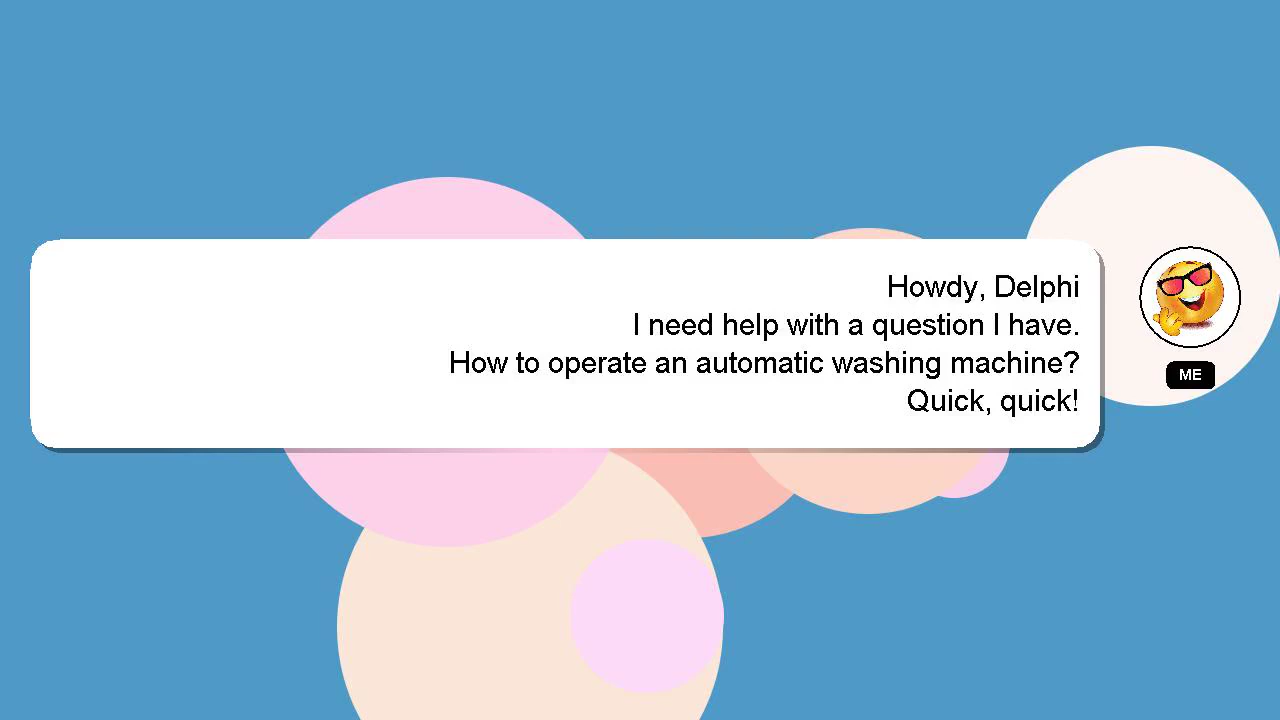 Howdy, Delphi
I need help with a question I have.
How to operate an automatic washing machine?
Quick, quick!
ME